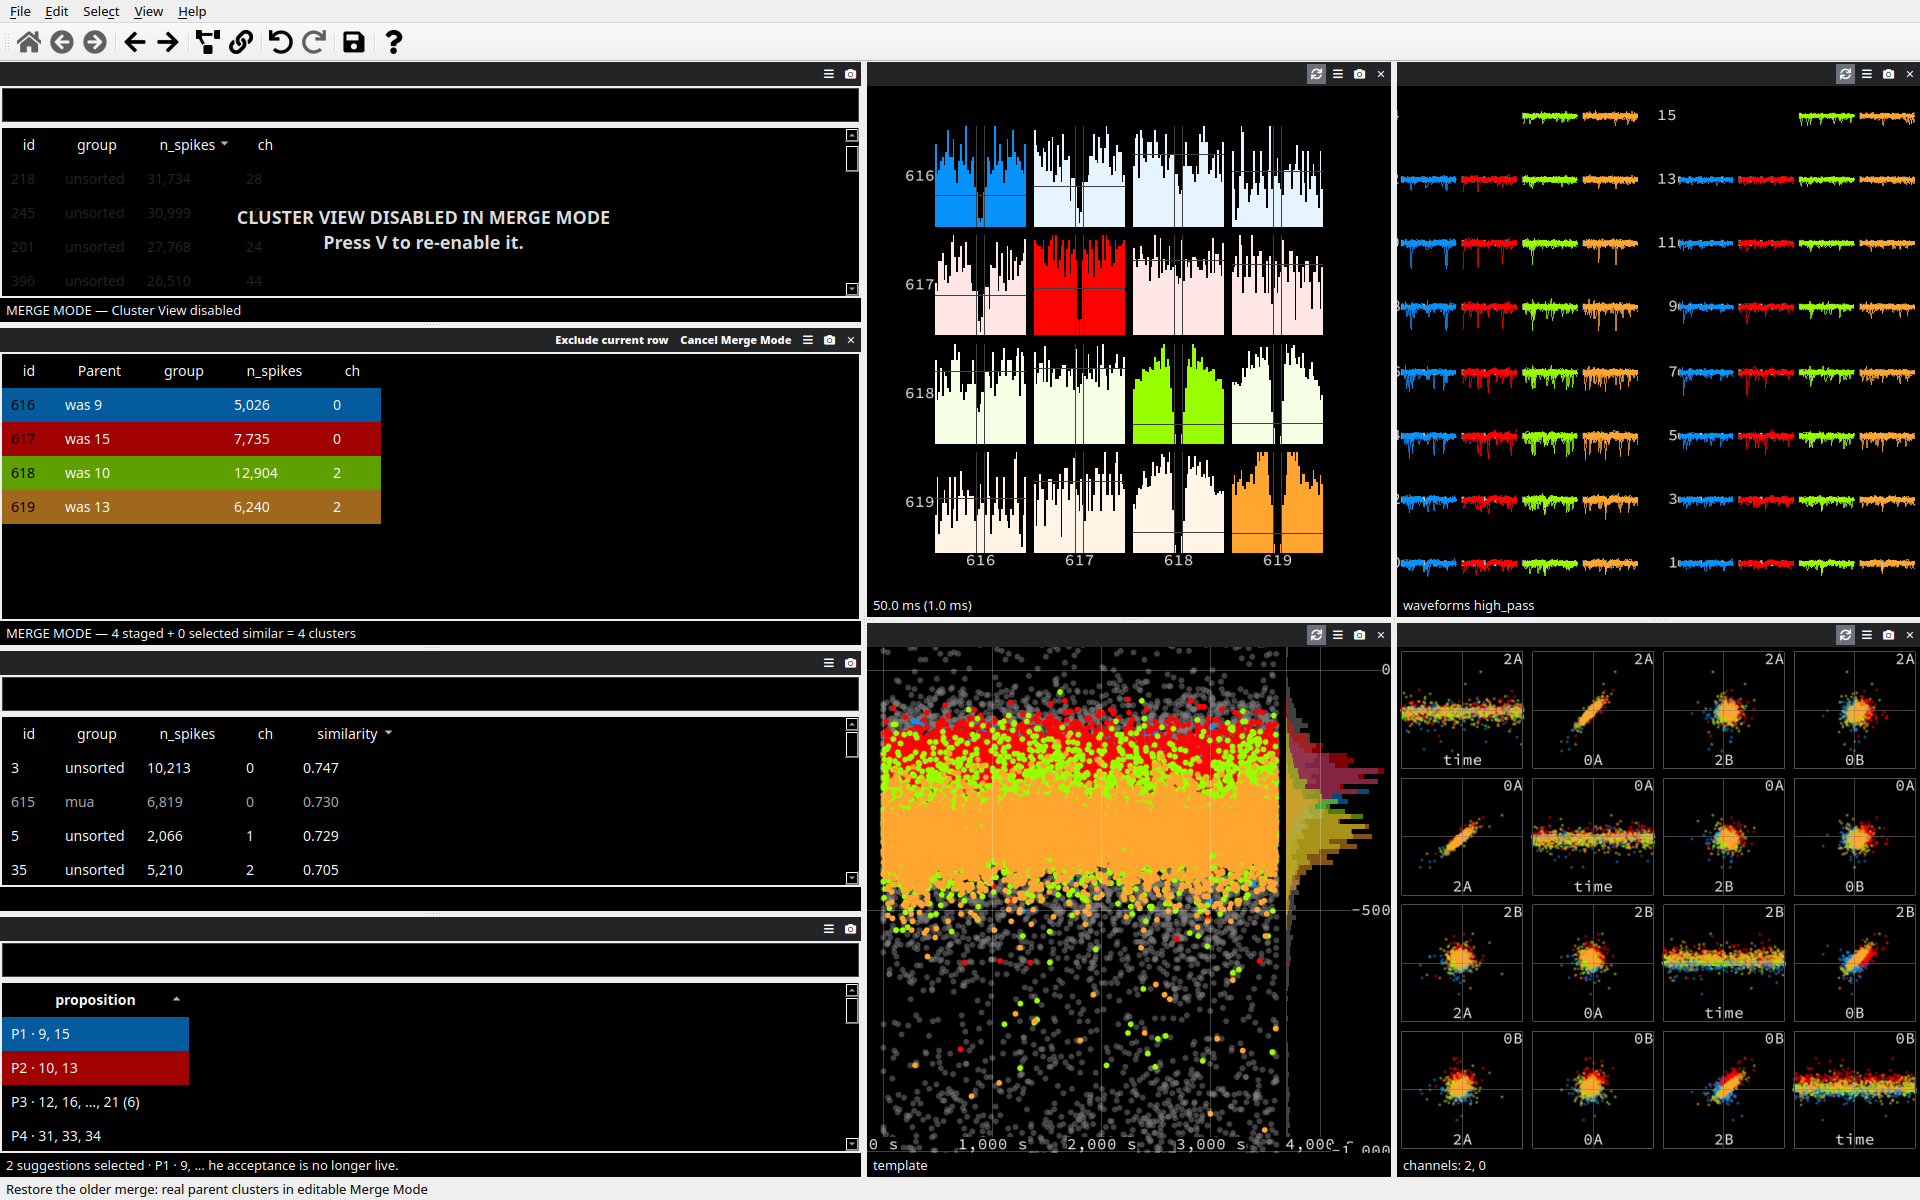 File Edit Select View Help
id group n_spikes ch
218 unsorted 31,734 28
245 unsorted 30,999
201 unsorted 27,768 24
396 unsorted 26,510 44
CLUSTER VIEW DISABLED IN MERGE MODE
Press V to re-enable it.
MERGE MODE — Cluster View disabled
Exclude current row Cancel Merge Mode
id Parent group n_spikes ch
616 was 9 5,026 0
617 was 15 7,735 0
618 was 10 12,904 2
619 was 13 6,240 2
MERGE MODE — 4 staged + 0 selected similar = 4 clusters
id group n_spikes ch similarity
3 unsorted 10,213 0 0.747
615 mua 6,819 0 0.730
5 unsorted 2,066 1 0.729
35 unsorted 5,210 2 0.705
proposition
P1 · 9, 15
P2 · 10, 13
P3 · 12, 16, ..., 21 (6)
P4 · 31, 33, 34
2 suggestions selected · P1 · 9, ... he acceptance is no longer live.
616
617
618
619
616 617 618 619
50.0 ms (1.0 ms)
15
13
11
9
7
5
3
1
waveforms high_pass
0
-500
0 s 1,000 s 2,000 s 3,000 s 4,000
template
2A 2A 2A 2A
time 0A 2B 0B
0A 0A 0A 0A
2A time 2B 0B
2B 2B 2B 2B
2A 0A time 0B
0B 0B 0B 0B
2A 0A 2B time
channels: 2, 0
Restore the older merge: real parent clusters in editable Merge Mode